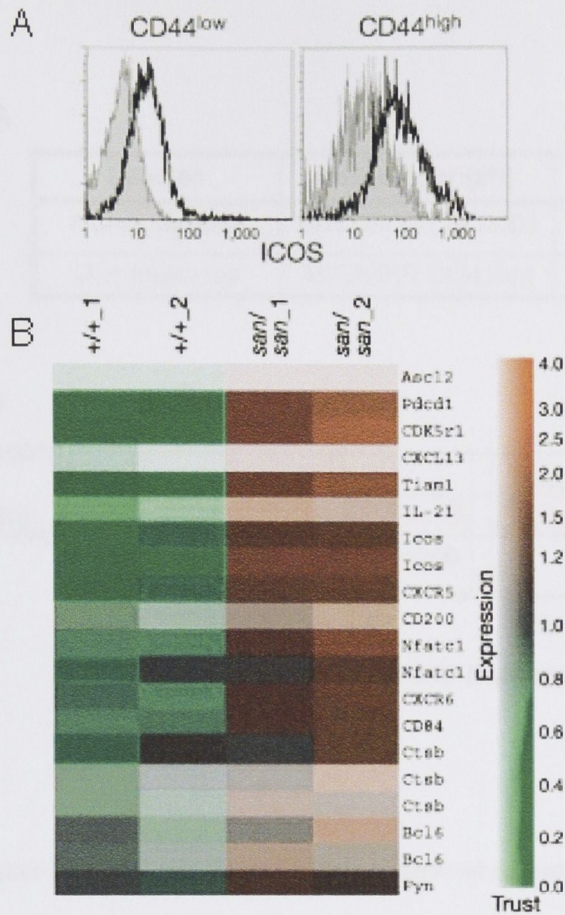 A
CD44low
CD44high
1 10 100 1,000
1 10 100 1,000
ICOS
B
+/+_1
+/+_2
san/san_1
san/san_2
Ascl2
Pdcd1
CDK5r1
CXCL13
Tiam1
IL-21
Icos
Icos
CXCR5
CD200
Nfatc1
Nfatc1
CXCR6
CD84
Ctsb
Ctsb
Ctsb
Bcl6
Bcl6
Fyn
Expression
4.0
3.0
2.5
2.0
1.5
1.2
1.0
0.8
0.6
0.4
0.2
0.0
Trust